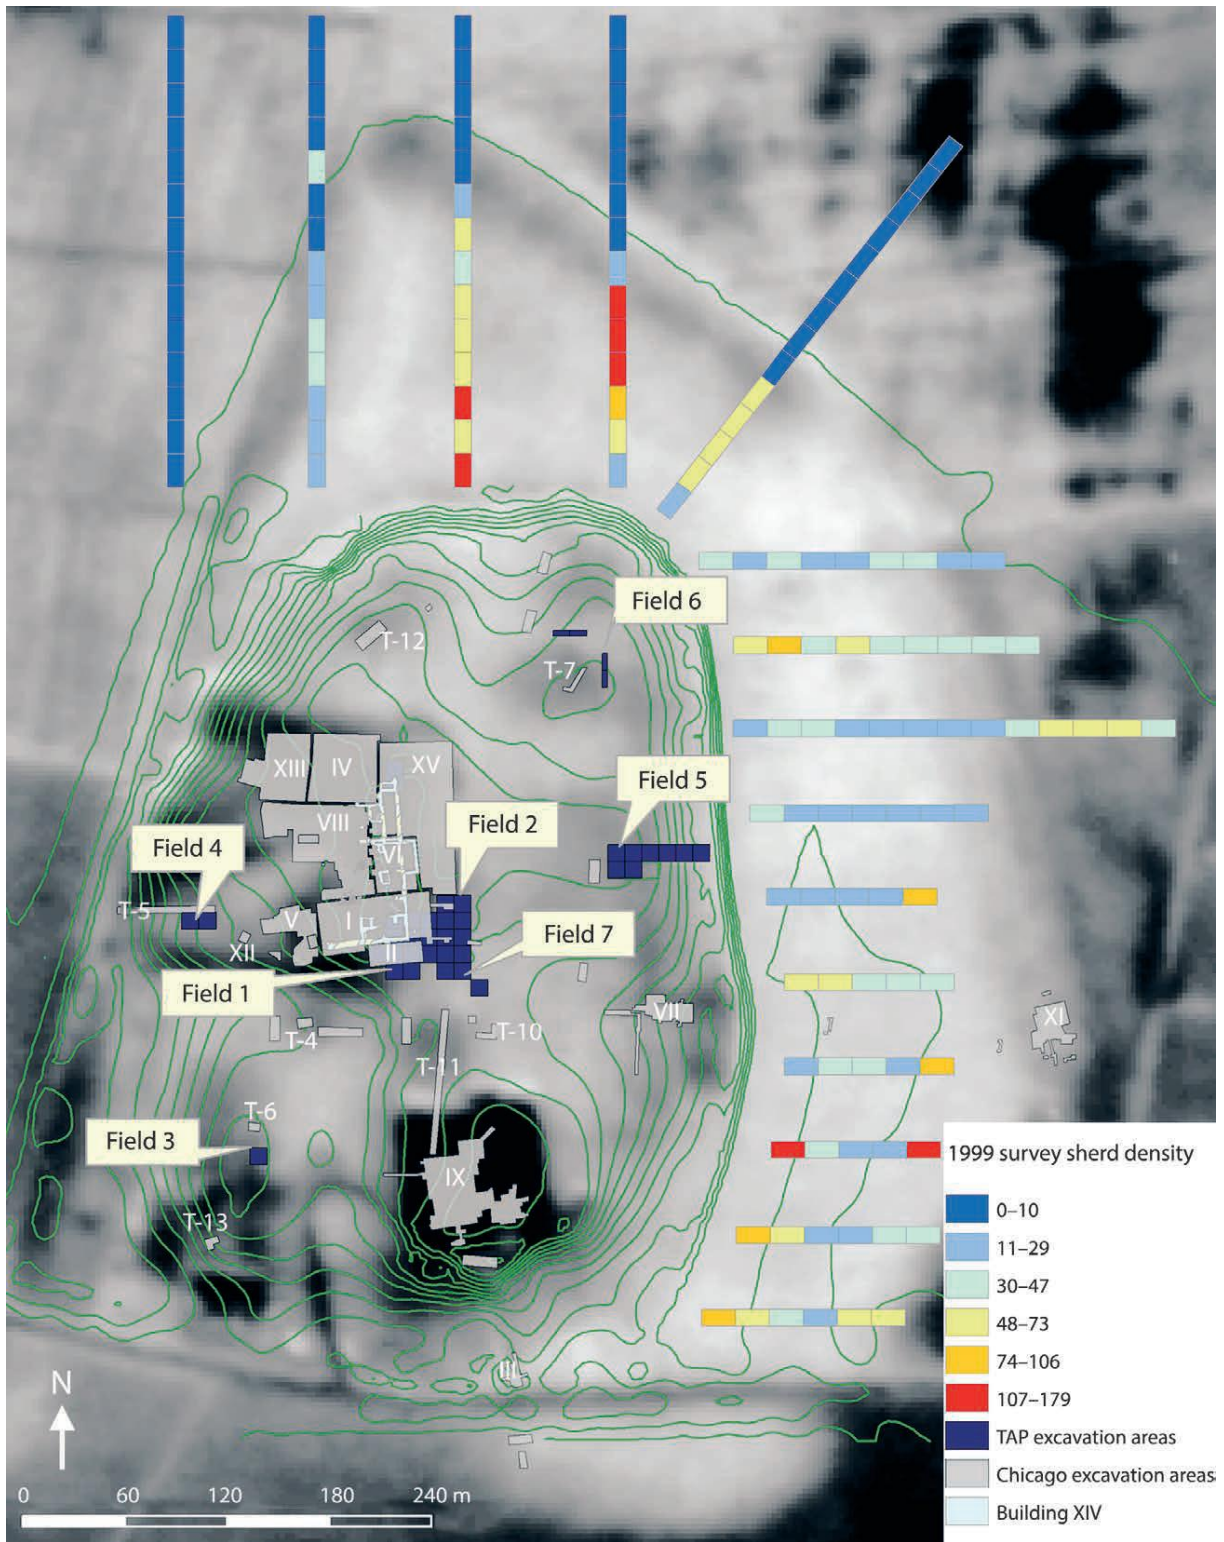 Field 6
T-12
T-7
XIII
IV
XV
Field 5
VIII
Field 2
Field 4
VI
T-5
V
I
Field 7
XII
II
Field 1
VII
XI
T-4
T-10
T-11
T-6
Field 3
IX
T-13
III
N
0 60 120 180 240 m
1999 survey sherd density
0–10
11–29
30–47
48–73
74–106
107–179
TAP excavation areas
Chicago excavation areas
Building XIV